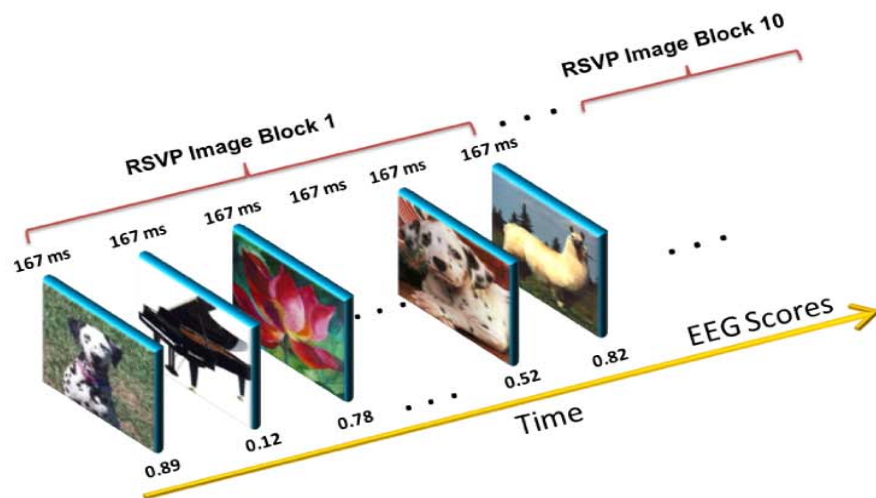 RSVP Image Block 10
RSVP Image Block 1
167 ms
167 ms
167 ms
167 ms
167 ms
167 ms
0.89
0.12
0.78
0.52
0.82
EEG Scores
Time